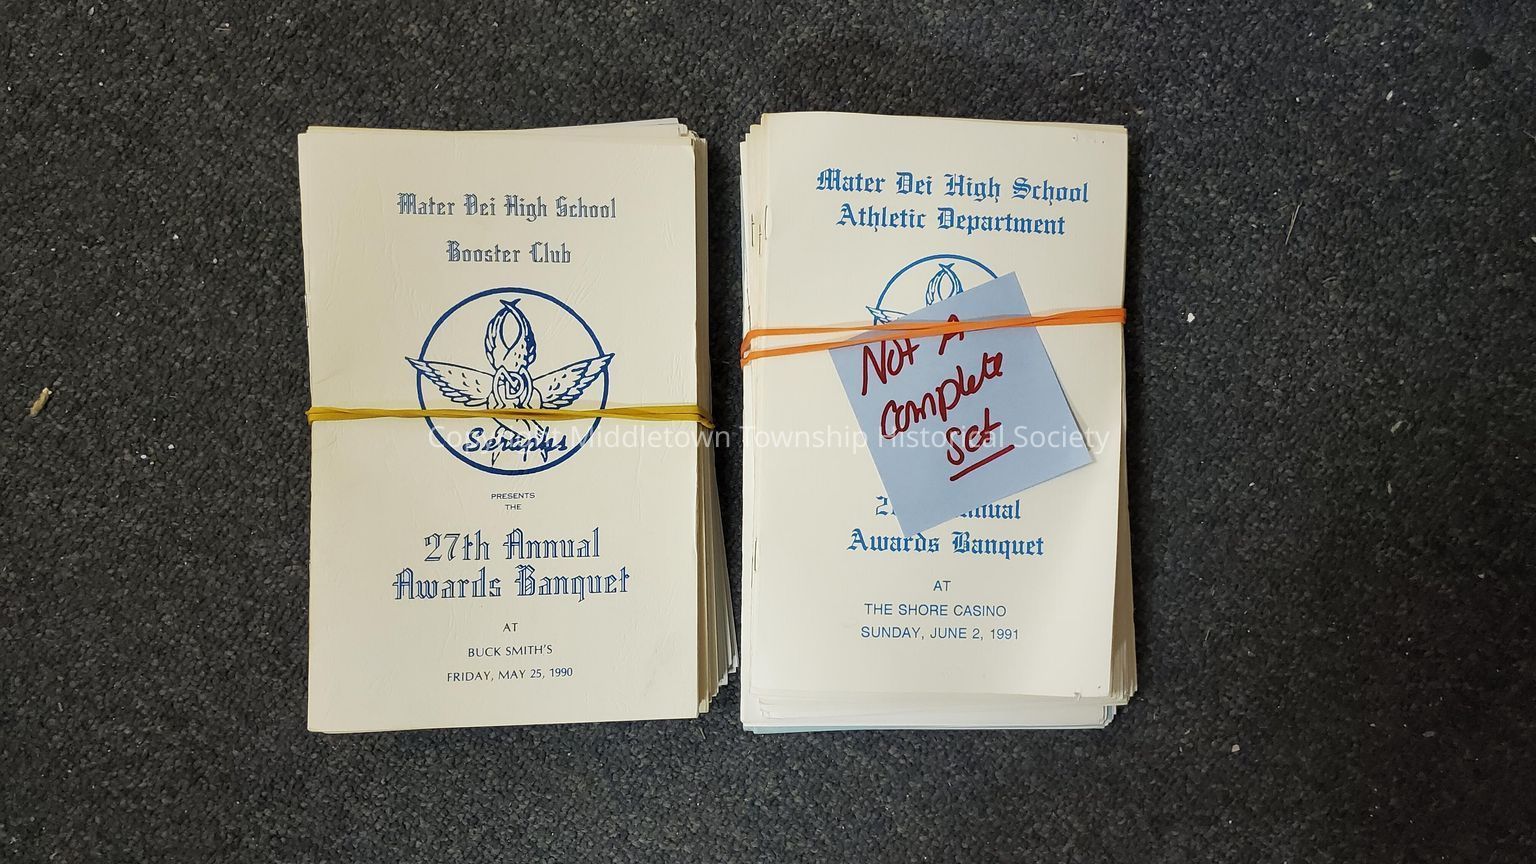 Mater Dei High School
Booster Club
Seraphs
PRESENTS
THE
27th Annual
Awards Banquet
AT
BUCK SMITH'S
FRIDAY, MAY 25, 1990
Mater Dei High School
Athletic Department
Not A
Complete
Set
Awards Banquet
AT
THE SHORE CASINO
SUNDAY, JUNE 2, 1991
Copyright Middletown Township Historical Society